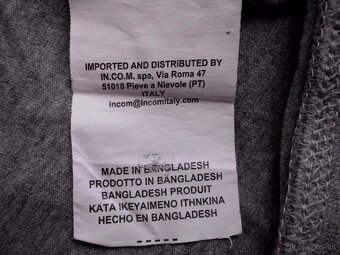 IMPORTED AND DISTRIBUTED BY
IN.CO.M. spa, Via Roma 47
51018 Pieve a Nievole (PT)
ITALY
incom@incomitaly.com
MADE IN BANGLADESH
PRODOTTO IN BANGLADESH
BANGLADESH PRODUIT
KATA IKEYAIMENO ITHNKINA
HECHO EN BANGLADESH